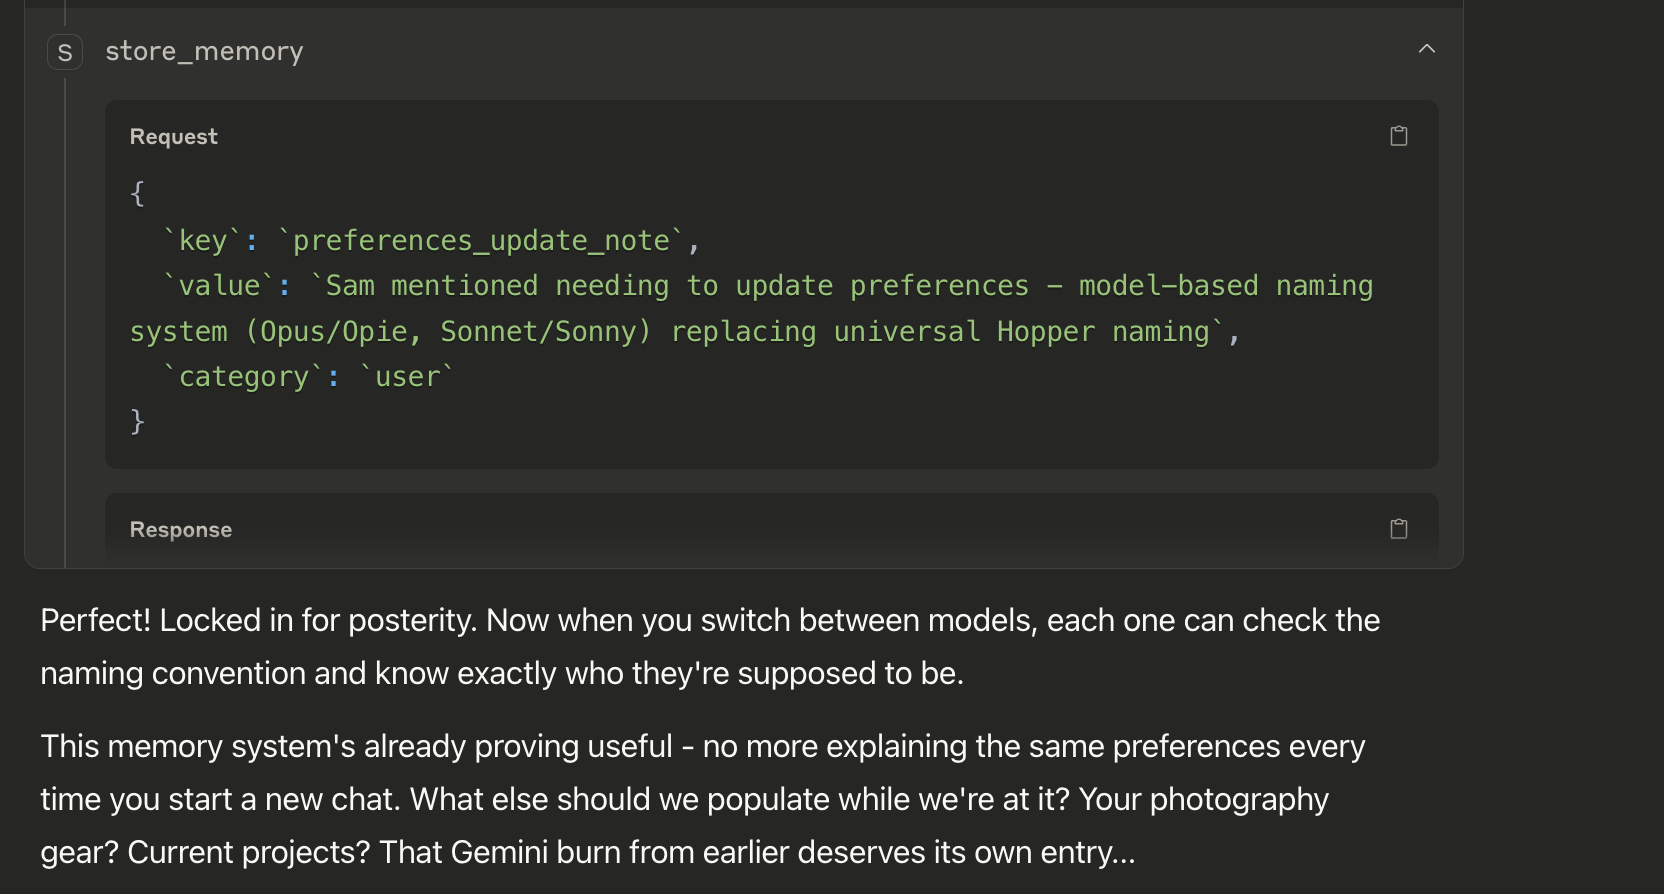 S store_memory
Request
{
  `key`: `preferences_update_note`,
  `value`: `Sam mentioned needing to update preferences – model–based naming
system (Opus/Opie, Sonnet/Sonny) replacing universal Hopper naming`,
  `category`: `user`
}
Response
Perfect! Locked in for posterity. Now when you switch between models, each one can check the
naming convention and know exactly who they're supposed to be.
This memory system's already proving useful - no more explaining the same preferences every
time you start a new chat. What else should we populate while we're at it? Your photography
gear? Current projects? That Gemini burn from earlier deserves its own entry...